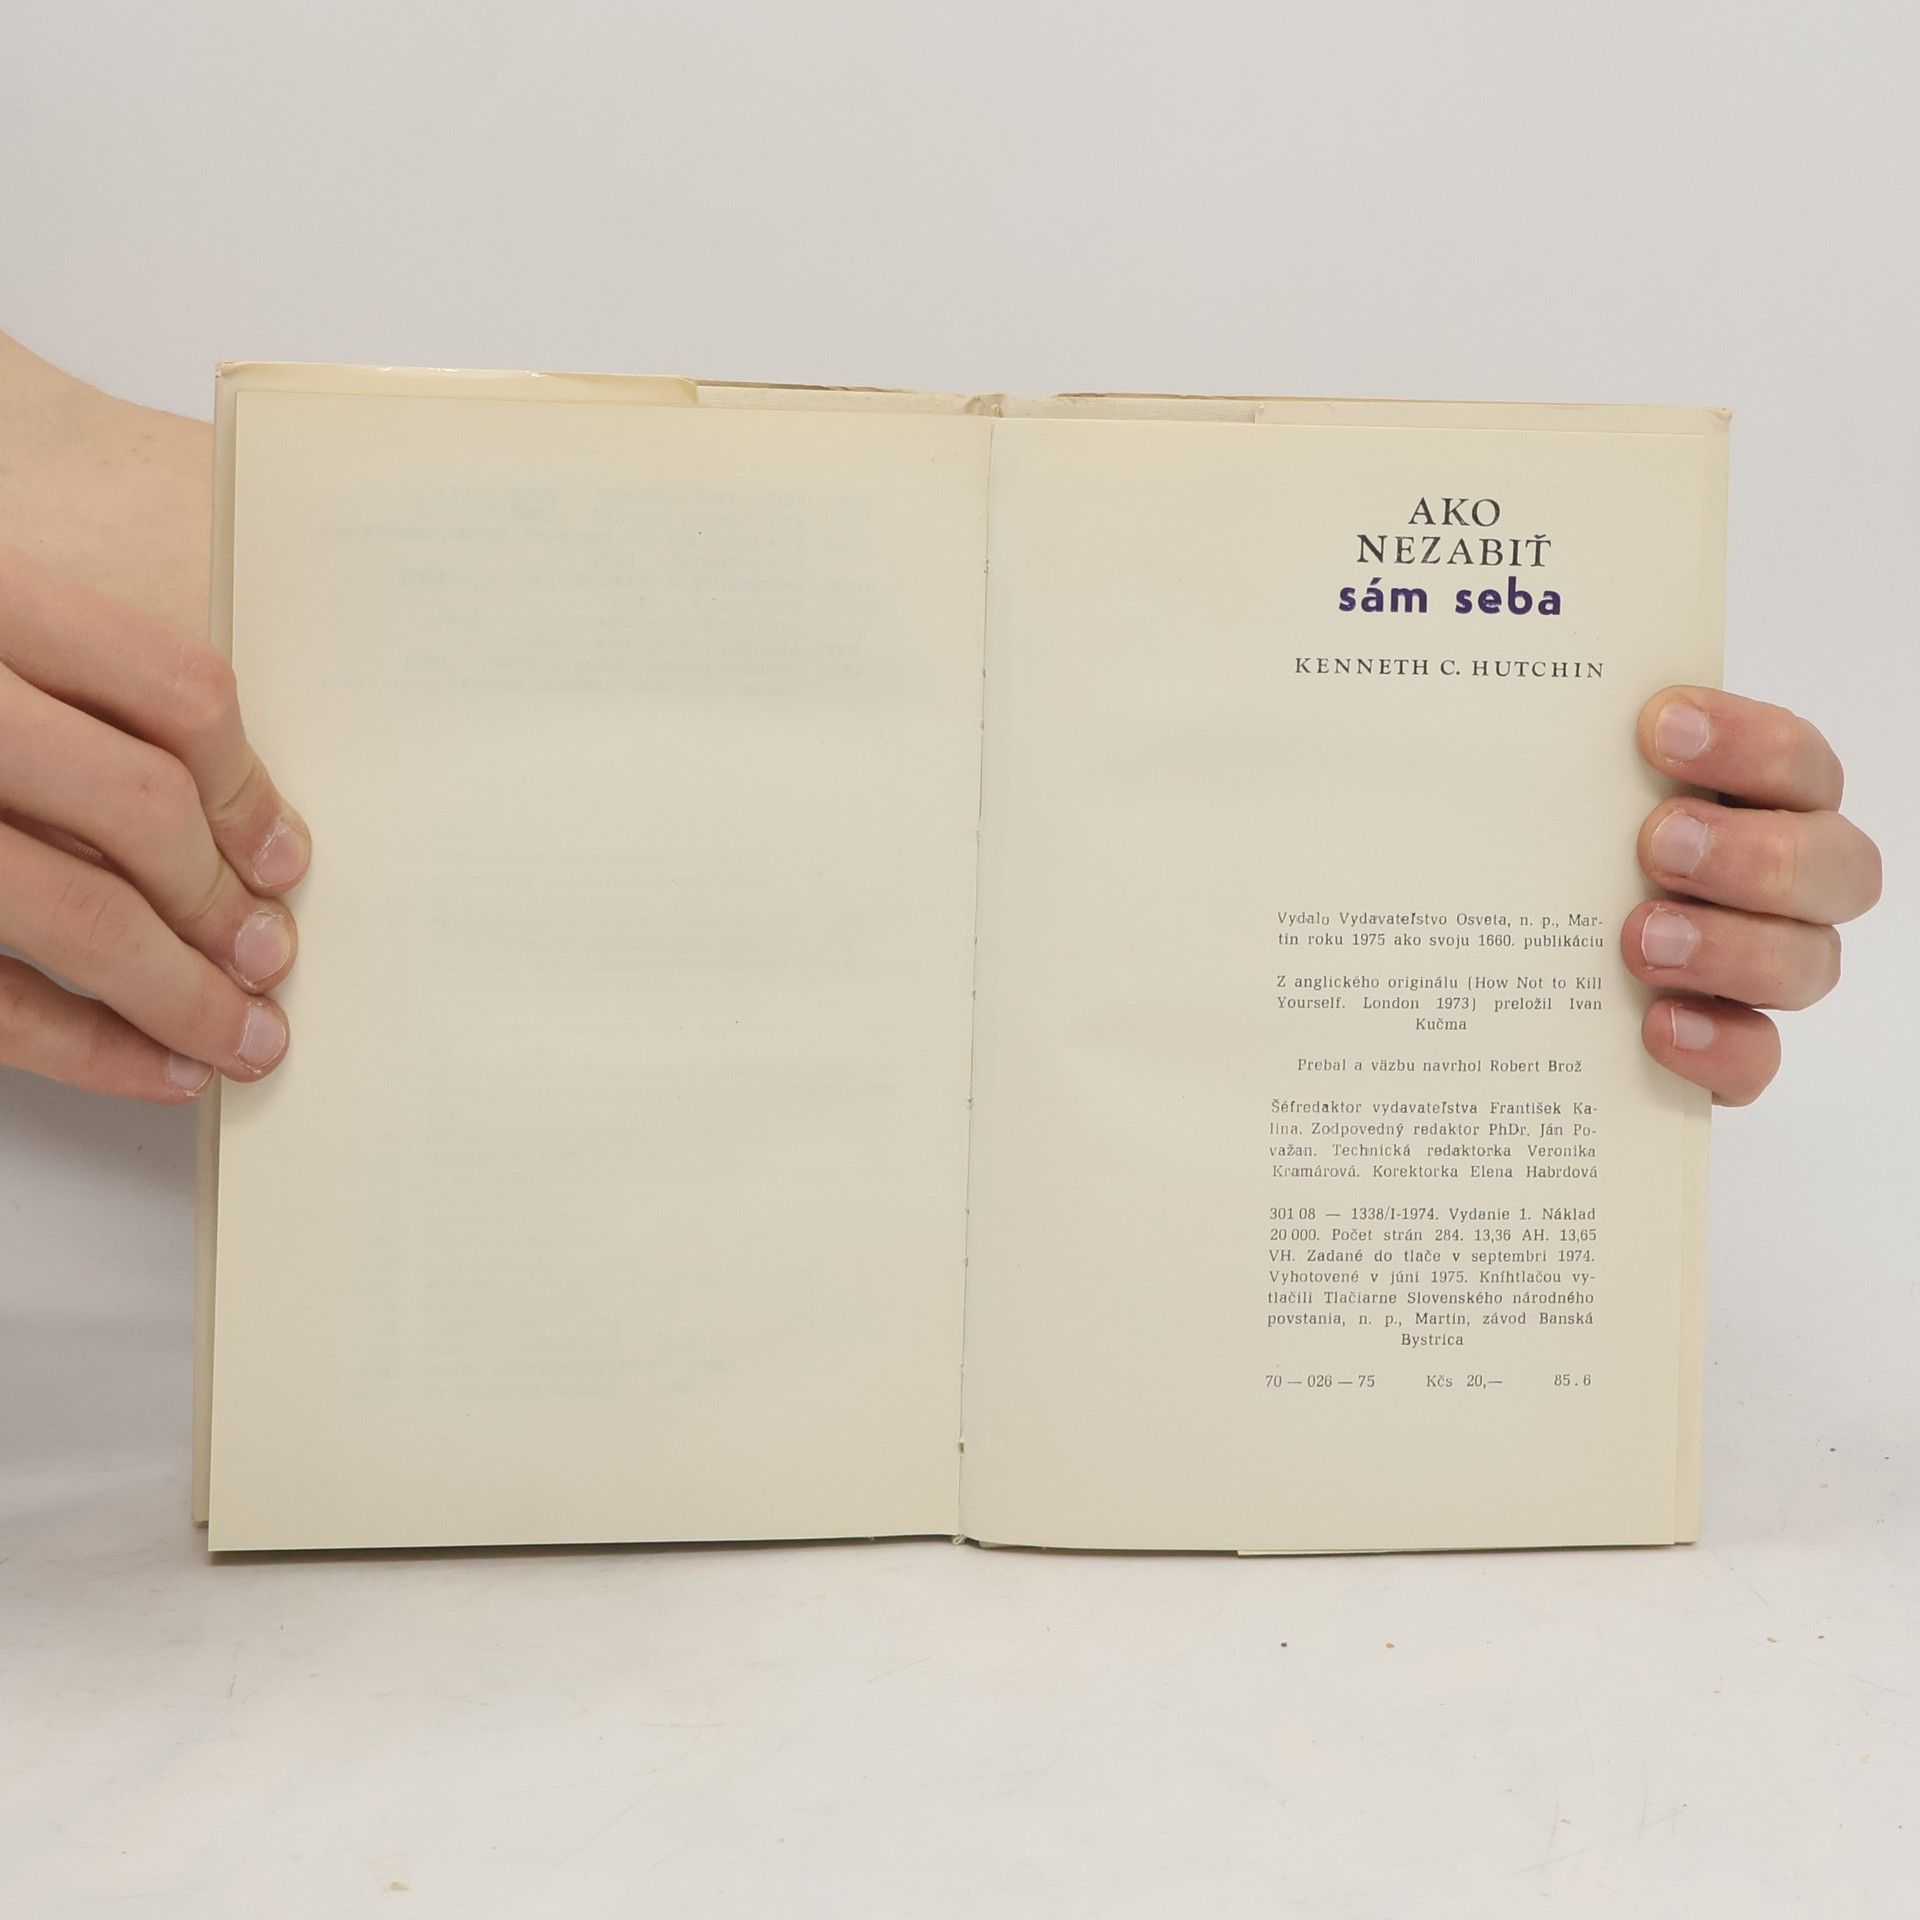 AKO
NEZABIŤ
sám seba
KENNETH C. HUTCHIN
Vydalo Vydavateľstvo Osveta, n. p., Mar-
tin roku 1975 ako svoju 1660. publikáciu
Z anglického originálu (How Not to Kill
Yourself. London 1973) preložil Ivan
Kučma
Prebal a väzbu navrhol Robert Brož
Šéfredaktor vydavateľstva František Ka-
lina. Zodpovedný redaktor PhDr. Ján Po-
važan. Technická redaktorka Veronika
Kramárová. Korektorka Elena Habrdová
301 08 — 1338/I-1974. Vydanie 1. Náklad
20 000. Počet strán 284. 13,36 AH. 13,65
VH. Zadané do tlače v septembri 1974.
Vyhotovené v júni 1975. Kníhtlačou vy-
tlačili Tlačiarne Slovenského národného
povstania, n. p., Martin, závod Banská
Bystrica
70 — 026 — 75 Kčs 20,— 85.6